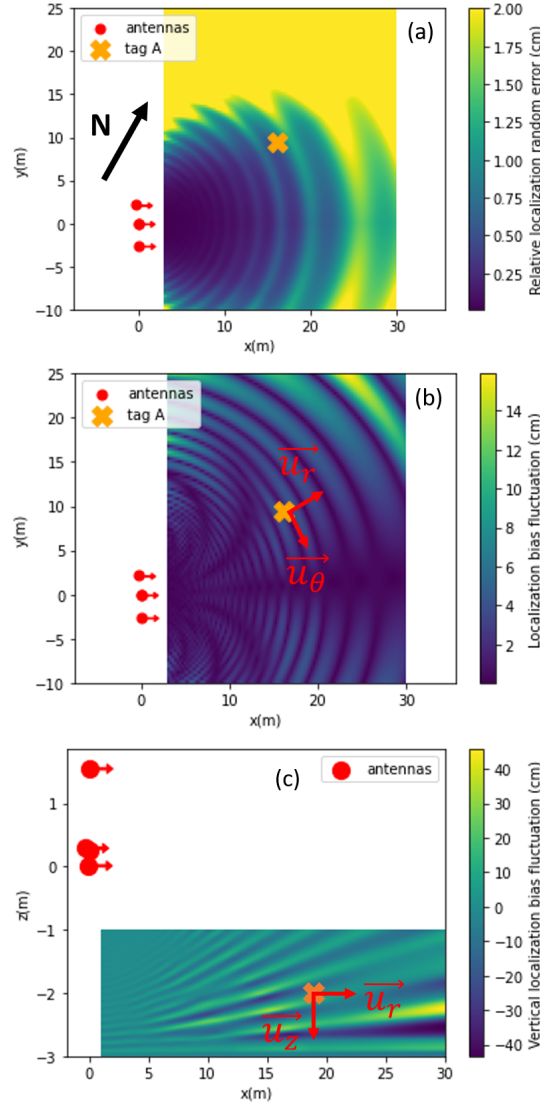 25
20
15
10
5
0
-5
-10
y(m)
antennas
tag A
(a)
N
0
10
20
30
x(m)
2.00
1.75
1.50
1.25
1.00
0.75
0.50
0.25
Relative localization random error (cm)
25
20
15
10
5
0
-5
-10
y(m)
antennas
tag A
(b)
u_r
u_θ
0
10
20
30
x(m)
14
12
10
8
6
4
2
Localization bias fluctuation (cm)
1
0
−1
−2
−3
z(m)
(c)
antennas
u_r
u_z
0
5
10
15
20
25
30
x(m)
40
30
20
10
0
−10
−20
−30
−40
Vertical localization bias fluctuation (cm)